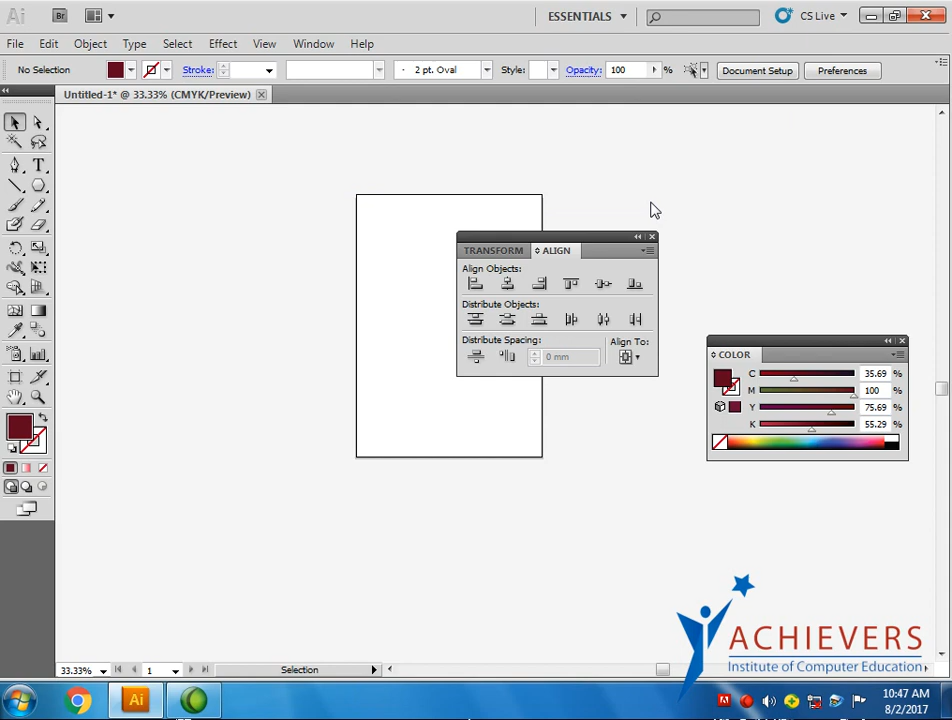 Ai Br ESSENTIALS CS Live
File Edit Object Type Select Effect View Window Help
No Selection Stroke: 2 pt. Oval Style: Opacity: 100 % Document Setup Preferences
Untitled-1* @ 33.33% (CMYK/Preview)
TRANSFORM ALIGN
Align Objects:
Distribute Objects:
Distribute Spacing: Align To:
0 mm
COLOR
C 35.69 %
M 100 %
Y 75.69 %
K 55.29 %
ACHIEVERS
Institute of Computer Education
33.33% 1 Selection
Ai 10:47 AM
8/2/2017